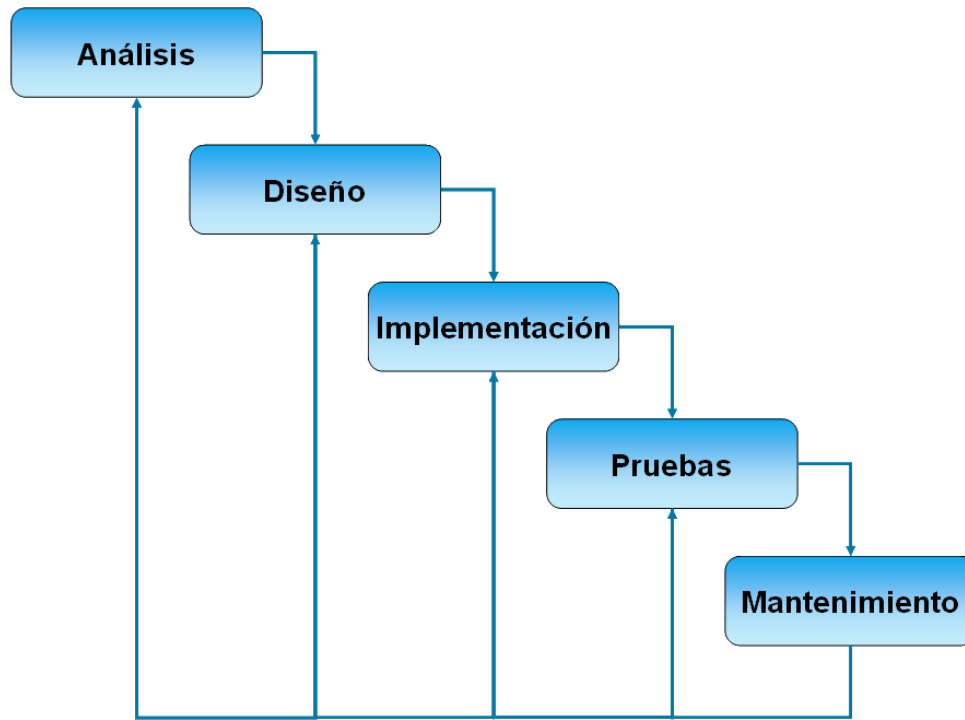 Análisis
Diseño
Implementación
Pruebas
Mantenimiento